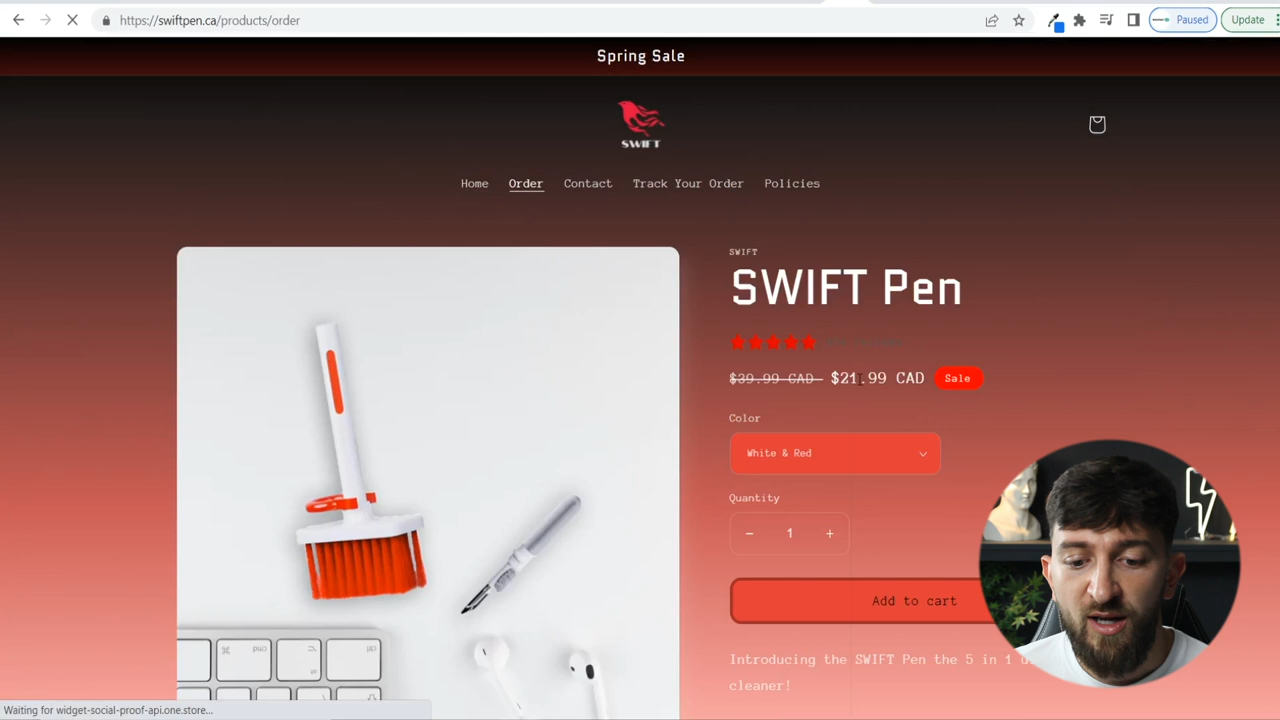 https://swiftpen.ca/products/order
Paused
Update
Spring Sale
SWIFT
Home Order Contact Track Your Order Policies
SWIFT
SWIFT Pen
$39.99 CAD $21.99 CAD Sale
Color
White & Red
Quantity
− 1 +
Add to cart
Introducing the SWIFT Pen the 5 in 1
cleaner!
Waiting for widget-social-proof-api.one.store...